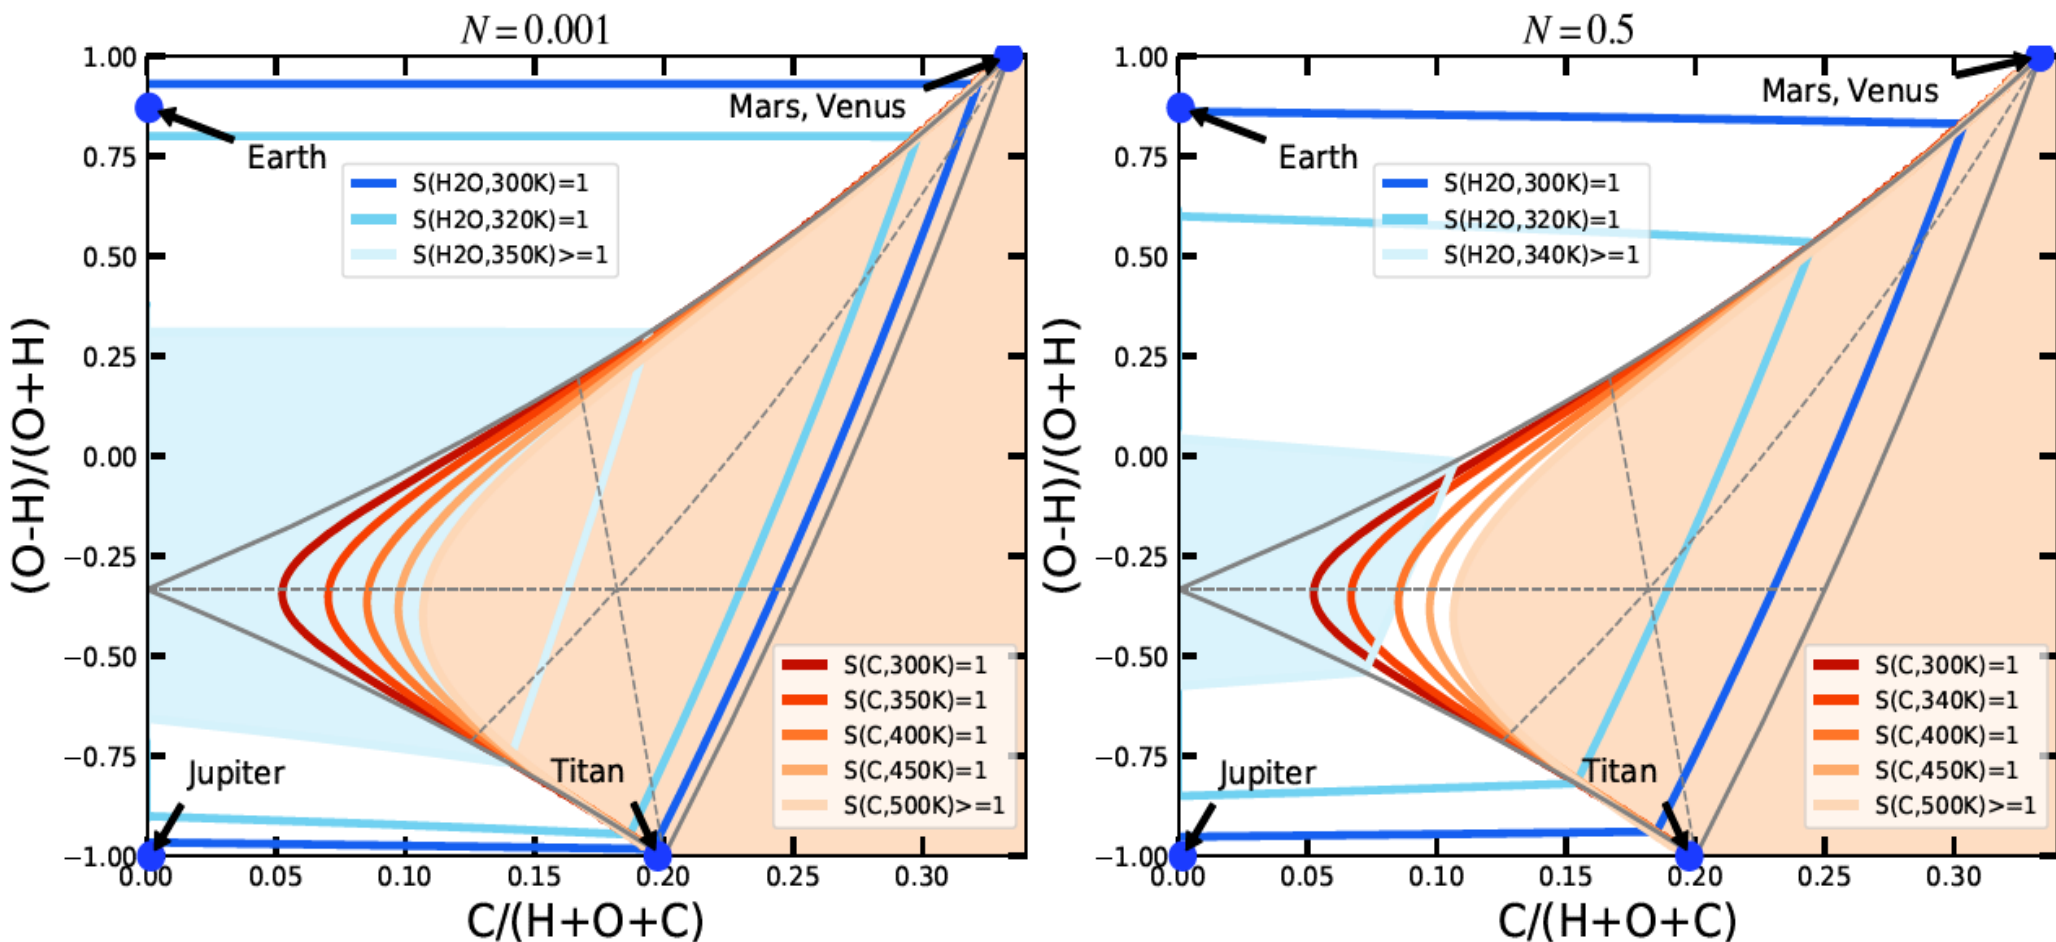 N = 0.001
1.00
0.75
0.50
0.25
0.00
−0.25
−0.50
−0.75
−1.00
(O-H)/(O+H)
Mars, Venus
Earth
S(H2O,300K)=1
S(H2O,320K)=1
S(H2O,350K)>=1
S(C,300K)=1
S(C,350K)=1
S(C,400K)=1
S(C,450K)=1
S(C,500K)>=1
Jupiter
Titan
0.00 0.05 0.10 0.15 0.20 0.25 0.30
C/(H+O+C)
N = 0.5
1.00
0.75
0.50
0.25
0.00
−0.25
−0.50
−0.75
−1.00
(O-H)/(O+H)
Mars, Venus
Earth
S(H2O,300K)=1
S(H2O,320K)=1
S(H2O,340K)>=1
S(C,300K)=1
S(C,340K)=1
S(C,400K)=1
S(C,450K)=1
S(C,500K)>=1
Jupiter
Titan
0.00 0.05 0.10 0.15 0.20 0.25 0.30
C/(H+O+C)